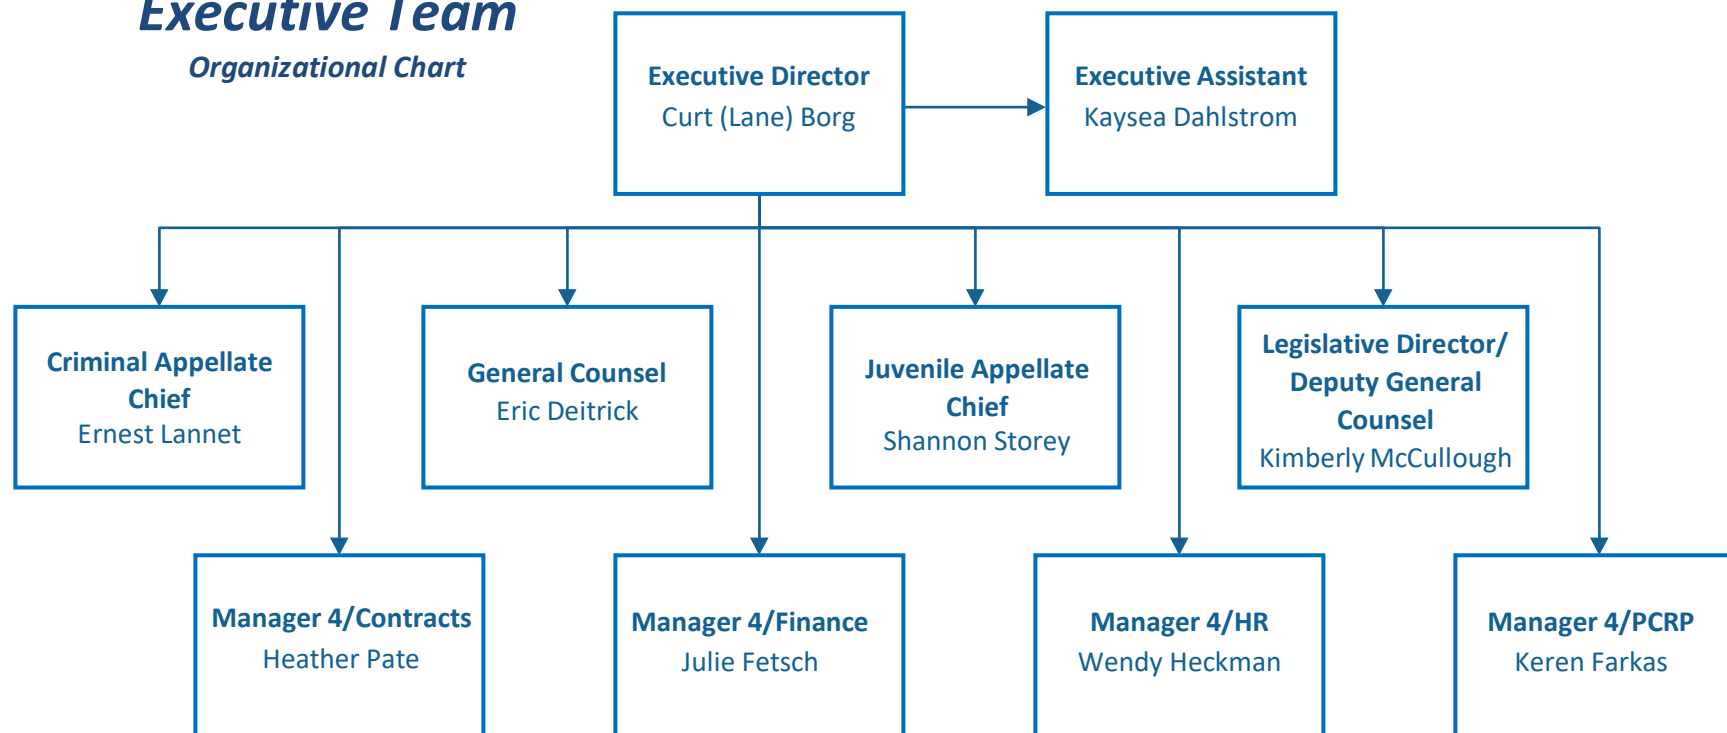 Executive Team
Organizational Chart
Executive Director
Curt (Lane) Borg
Executive Assistant
Kaysea Dahlstrom
Criminal Appellate
Chief
Ernest Lannet
General Counsel
Eric Deitrick
Juvenile Appellate
Chief
Shannon Storey
Legislative Director/
Deputy General
Counsel
Kimberly McCullough
Manager 4/Contracts
Heather Pate
Manager 4/Finance
Julie Fetsch
Manager 4/HR
Wendy Heckman
Manager 4/PCRP
Keren Farkas